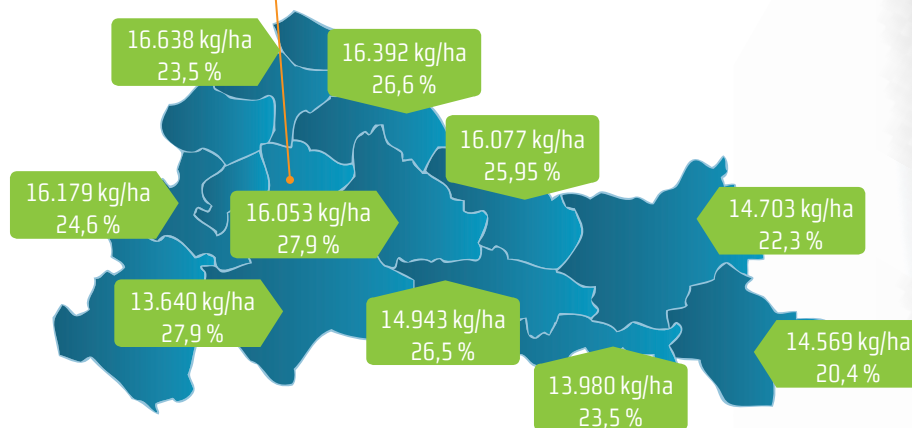 16.638 kg/ha
23,5 %
16.392 kg/ha
26,6 %
16.077 kg/ha
25,95 %
16.179 kg/ha
24,6 %
16.053 kg/ha
27,9 %
14.703 kg/ha
22,3 %
13.640 kg/ha
27,9 %
14.943 kg/ha
26,5 %
14.569 kg/ha
20,4 %
13.980 kg/ha
23,5 %